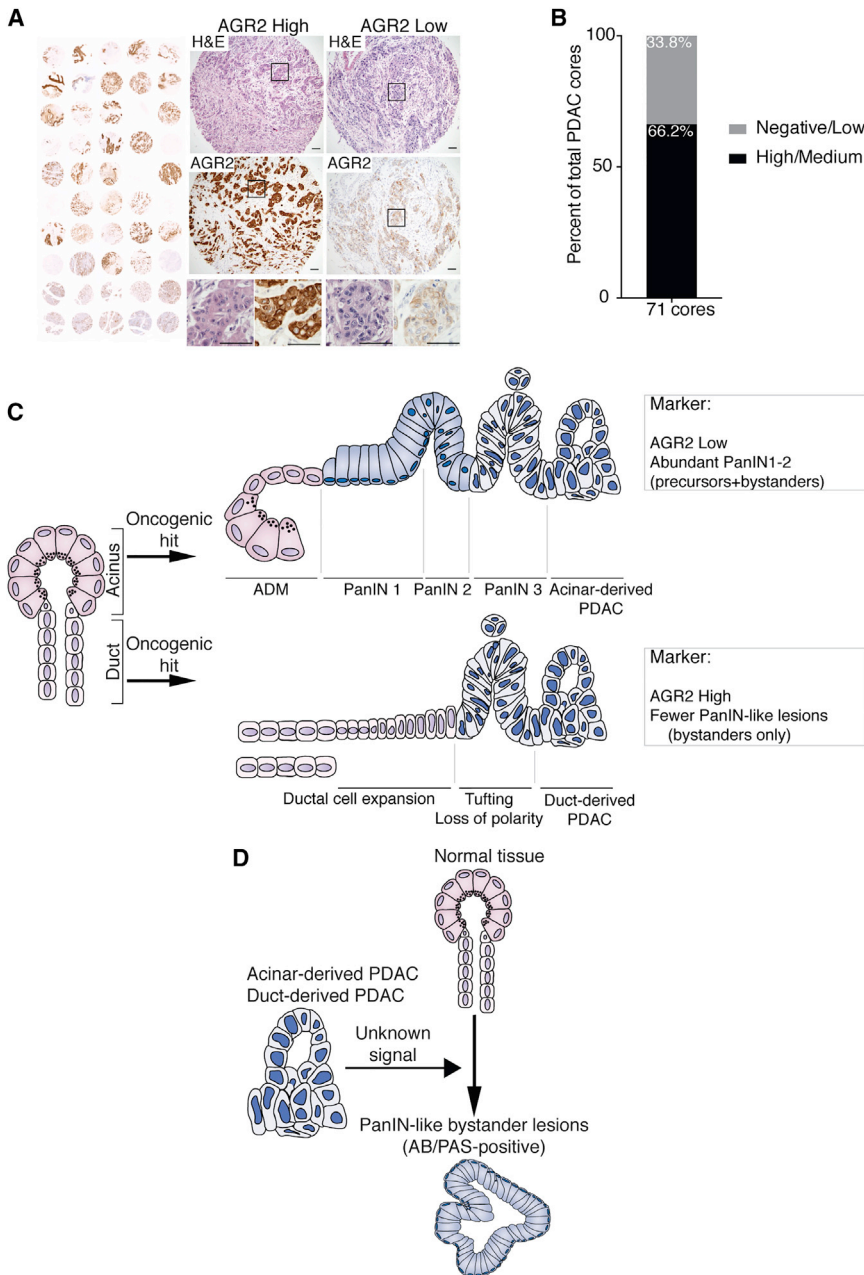 A
AGR2 High
AGR2 Low
H&E
H&E
AGR2
AGR2
B
Percent of total PDAC cores
100
50
0
33.8%
66.2%
71 cores
Negative/Low
High/Medium
C
Acinus
Duct
Oncogenic
hit
Oncogenic
hit
ADM
PanIN 1
PanIN 2
PanIN 3
Acinar-derived
PDAC
Marker:
AGR2 Low
Abundant PanIN1-2
(precursors+bystanders)
Ductal cell expansion
Tufting
Loss of polarity
Duct-derived
PDAC
Marker:
AGR2 High
Fewer PanIN-like lesions
(bystanders only)
D
Normal tissue
Acinar-derived PDAC
Duct-derived PDAC
Unknown
signal
PanIN-like bystander lesions
(AB/PAS-positive)